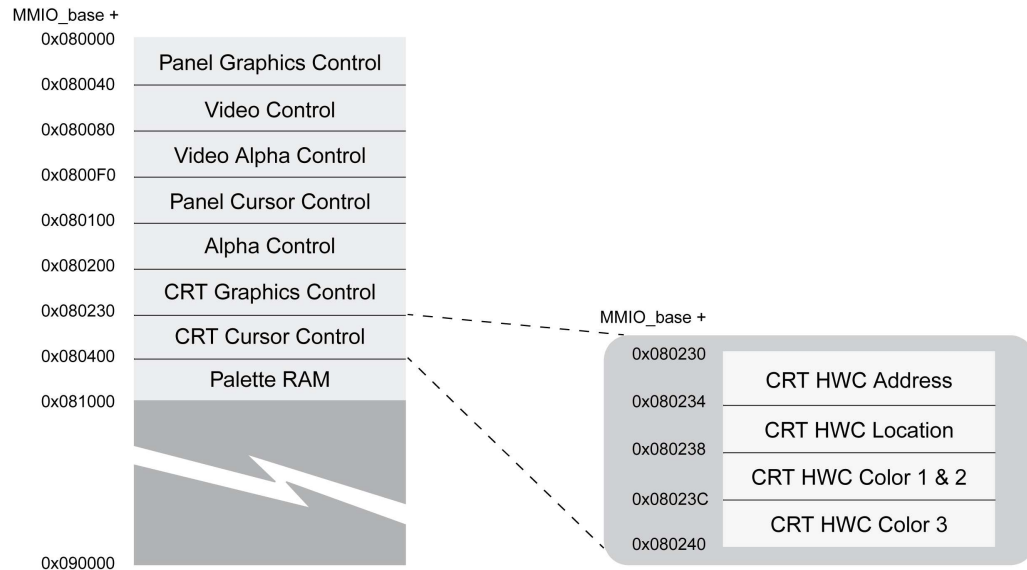 MMIO_base +
0x080000
Panel Graphics Control
0x080040
Video Control
0x080080
Video Alpha Control
0x0800F0
Panel Cursor Control
0x080100
Alpha Control
0x080200
CRT Graphics Control
0x080230
CRT Cursor Control
0x080400
Palette RAM
0x081000
0x090000
MMIO_base +
0x080230
CRT HWC Address
0x080234
CRT HWC Location
0x080238
CRT HWC Color 1 & 2
0x08023C
CRT HWC Color 3
0x080240